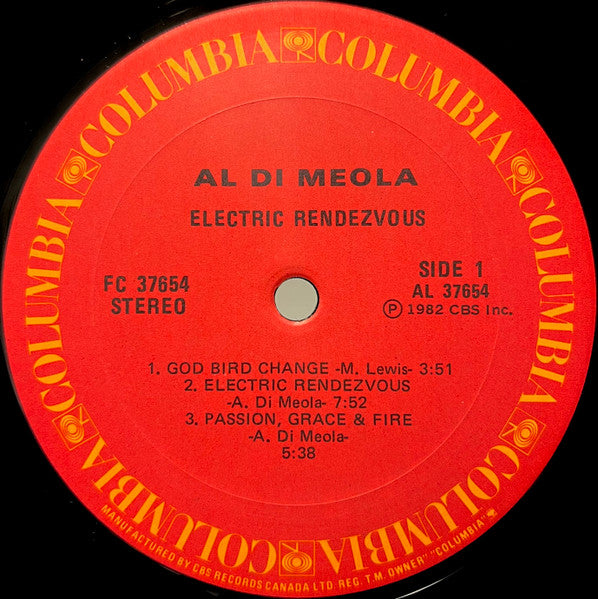 COLUMBIA COLUMBIA COLUMBIA COLUMBIA COLUMBIA COLUMBIA
AL DI MEOLA
ELECTRIC RENDEZVOUS
FC 37654
STEREO
SIDE 1
AL 37654
Ⓟ 1982 CBS Inc.
1. GOD BIRD CHANGE -M. Lewis- 3:51
2. ELECTRIC RENDEZVOUS
-A. Di Meola- 7:52
3. PASSION, GRACE & FIRE
-A. Di Meola-
5:38
MANUFACTURED BY CBS RECORDS CANADA LTD. REG. T.M. OWNER" "COLUMBIA"